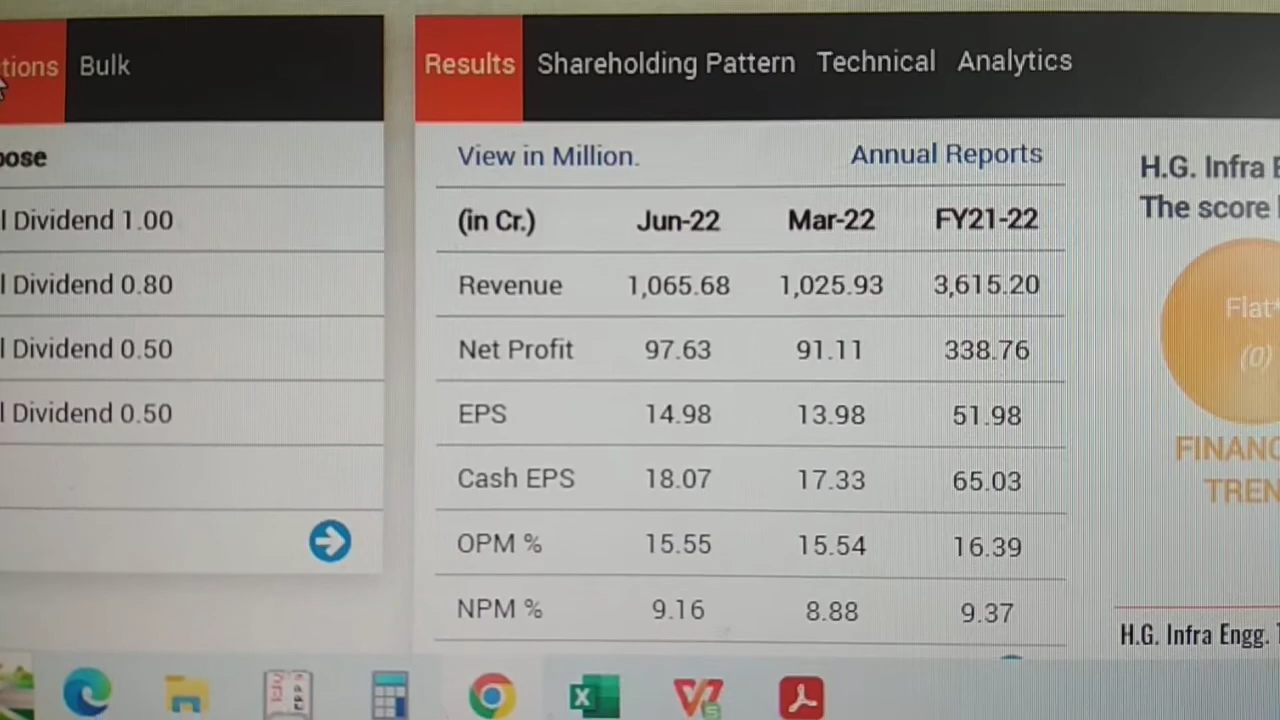 tions Bulk
pose
l Dividend 1.00
l Dividend 0.80
l Dividend 0.50
l Dividend 0.50
Results Shareholding Pattern Technical Analytics
View in Million. Annual Reports
(in Cr.) Jun-22 Mar-22 FY21-22
Revenue 1,065.68 1,025.93 3,615.20
Net Profit 97.63 91.11 338.76
EPS 14.98 13.98 51.98
Cash EPS 18.07 17.33 65.03
OPM % 15.55 15.54 16.39
NPM % 9.16 8.88 9.37
H.G. Infra E
The score
Flat
(0)
FINANC
TREN
H.G. Infra Engg.